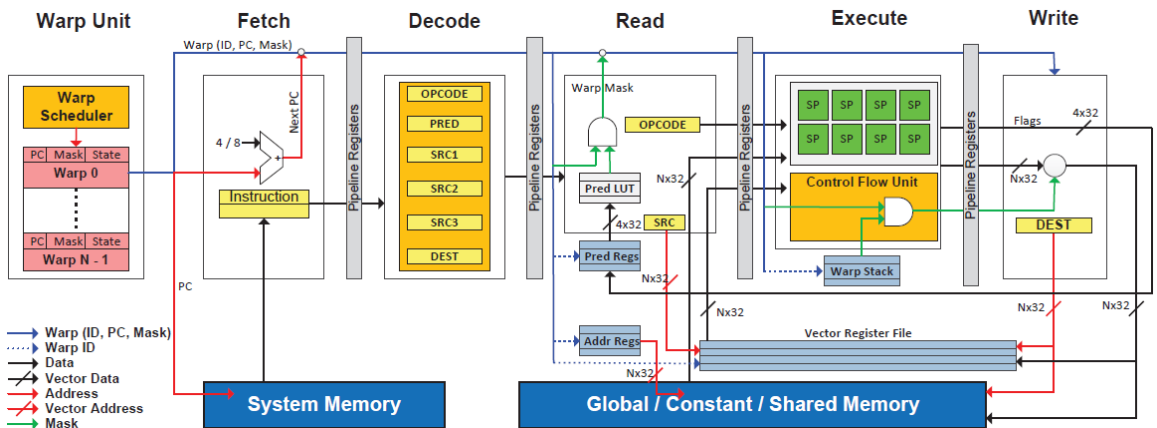 Warp Unit
Fetch
Decode
Read
Execute
Write
Warp (ID, PC, Mask)
Warp
Scheduler
PC Mask State
Warp 0
PC Mask State
Warp N - 1
4 / 8
+
Next PC
Instruction
PC
Pipeline Registers
OPCODE
PRED
SRC1
SRC2
SRC3
DEST
Pipeline Registers
Warp Mask
OPCODE
Pred LUT
4x32
SRC
Pred Regs
Nx32
Addr Regs
Nx32
Nx32
Nx32
Pipeline Registers
SP SP SP SP
SP SP SP SP
Control Flow Unit
Warp Stack
Vector Register File
Pipeline Registers
Flags
4x32
Nx32
DEST
Nx32
Nx32
Warp (ID, PC, Mask)
Warp ID
Data
Vector Data
Address
Vector Address
Mask
System Memory
Global / Constant / Shared Memory